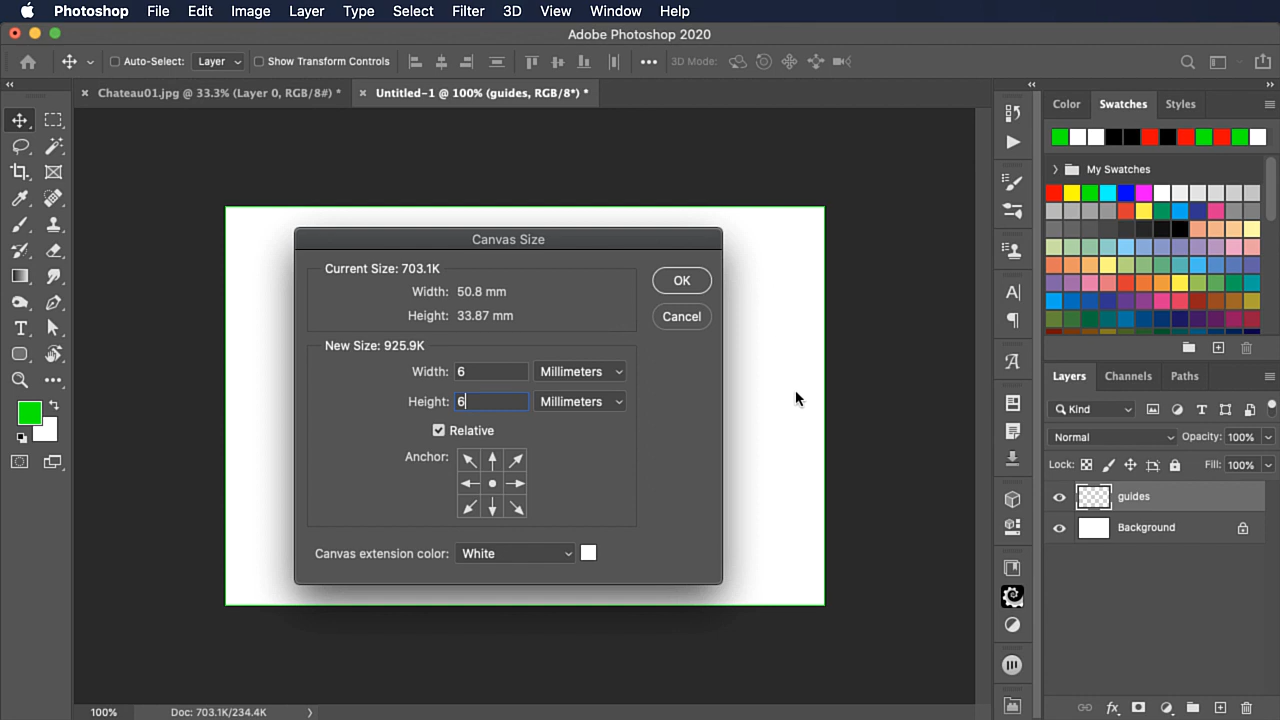 Photoshop File Edit Image Layer Type Select Filter 3D View Window Help
Adobe Photoshop 2020
Auto-Select: Layer Show Transform Controls 3D Mode:
Chateau01.jpg @ 33.3% (Layer 0, RGB/8#) * Untitled-1 @ 100% (guides, RGB/8*) *
Color Swatches Styles
My Swatches
Canvas Size
Current Size: 703.1K
Width: 50.8 mm
Height: 33.87 mm
OK
Cancel
New Size: 925.9K
Width: 6 Millimeters
Height: 6 Millimeters
Relative
Anchor:
Canvas extension color: White
Layers Channels Paths
Kind
Normal Opacity: 100%
Lock: Fill: 100%
guides
Background
100% Doc: 703.1K/234.4K